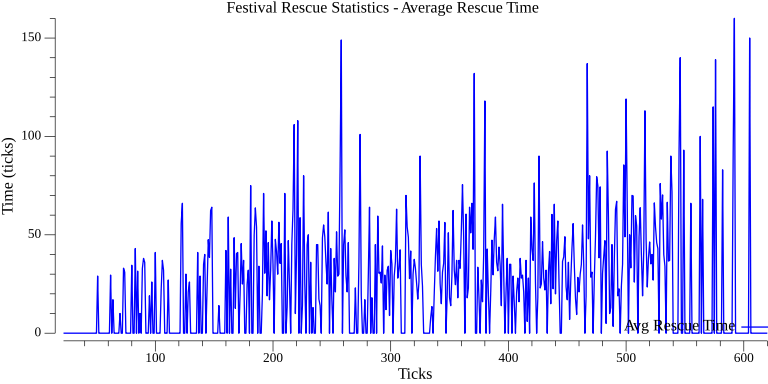 Festival Rescue Statistics - Average Rescue Time
Time (ticks)
150
100
50
0
Avg Rescue Time
100 200 300 400 500 600
Ticks